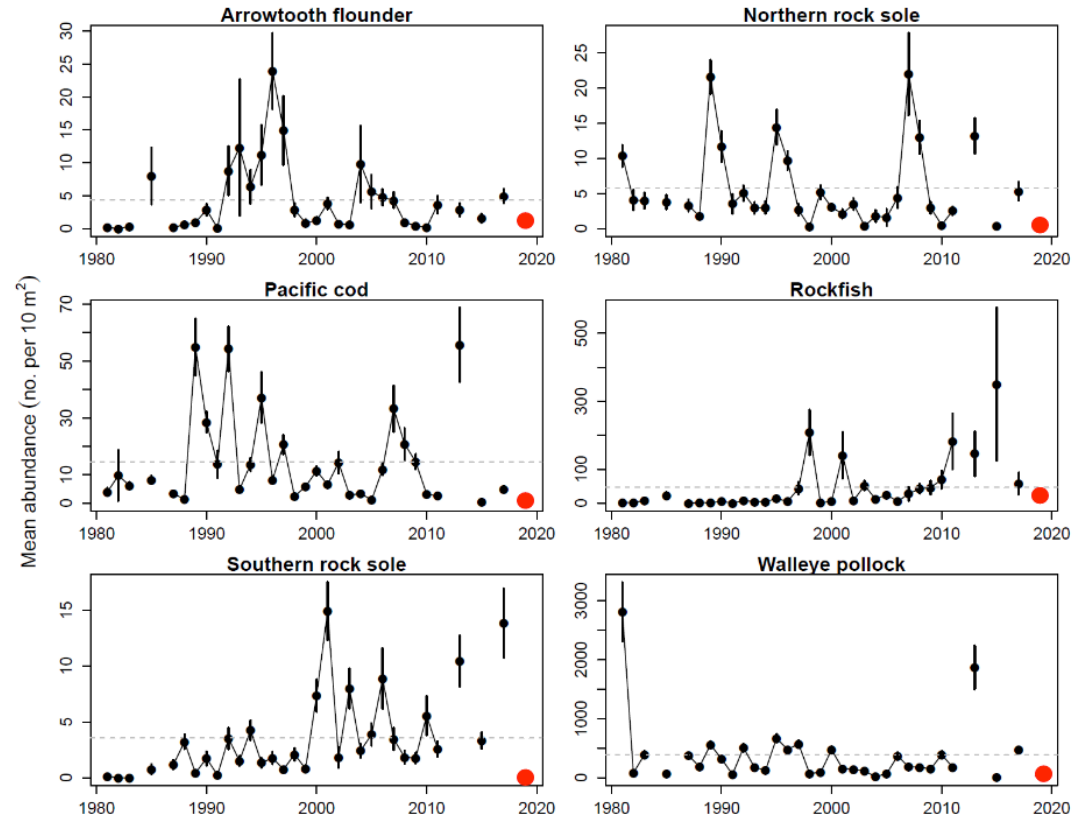 Arrowtooth flounder
30
25
20
15
10
5
0
1980 1990 2000 2010 2020
Northern rock sole
25
20
15
10
5
0
1980 1990 2000 2010 2020
Mean abundance (no. per 10 m²)
Pacific cod
70
50
30
10
0
1980 1990 2000 2010 2020
Rockfish
500
300
100
0
1980 1990 2000 2010 2020
Southern rock sole
15
10
5
0
1980 1990 2000 2010 2020
Walleye pollock
3000
2000
1000
0
1980 1990 2000 2010 2020